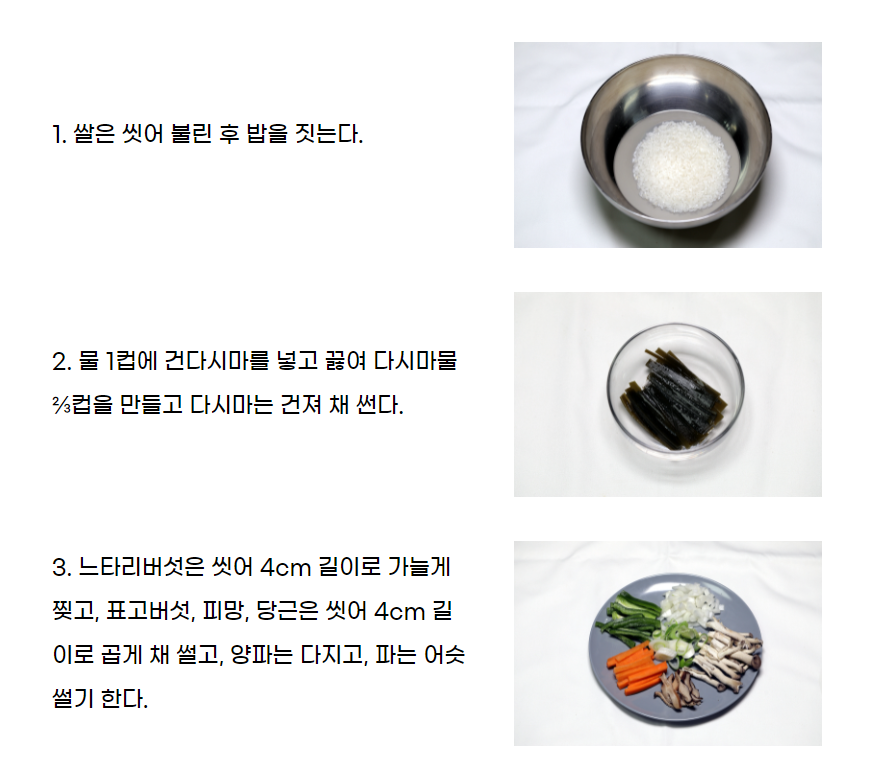 1. 쌀은 씻어 불린 후 밥을 짓는다.
2. 물 1컵에 건다시마를 넣고 끓여 다시마물
⅔컵을 만들고 다시마는 건져 채 썬다.
3. 느타리버섯은 씻어 4cm 길이로 가늘게
찢고, 표고버섯, 피망, 당근은 씻어 4cm 길
이로 곱게 채 썰고, 양파는 다지고, 파는 어슷
썰기 한다.